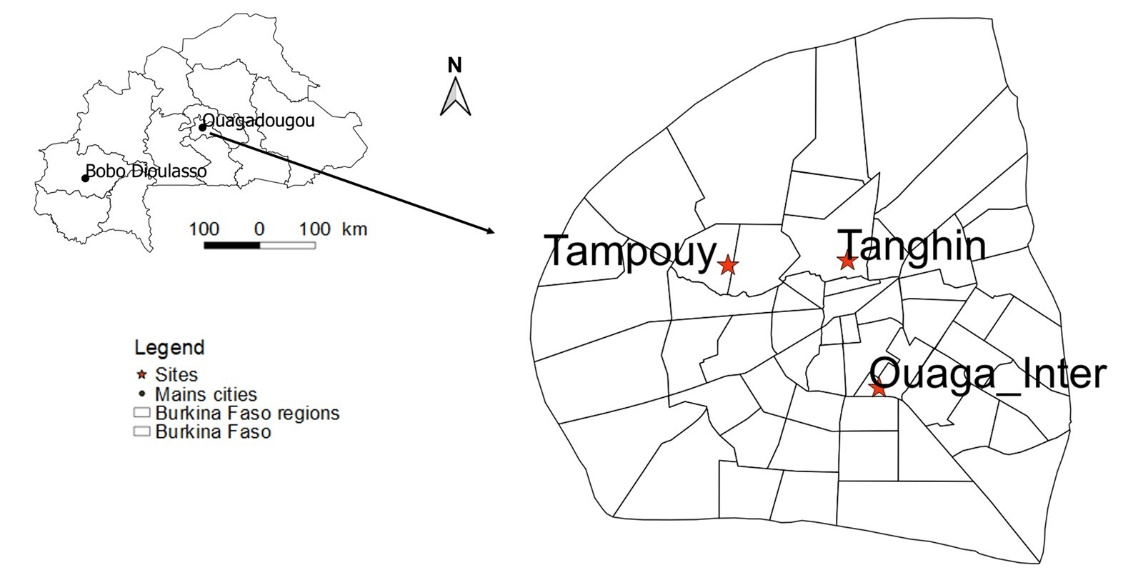 N
Ouagadougou
Bobo Dioulasso
100 0 100 km
Tampouy
Tanghin
Ouaga_Inter
Legend
Sites
Mains cities
Burkina Faso regions
Burkina Faso